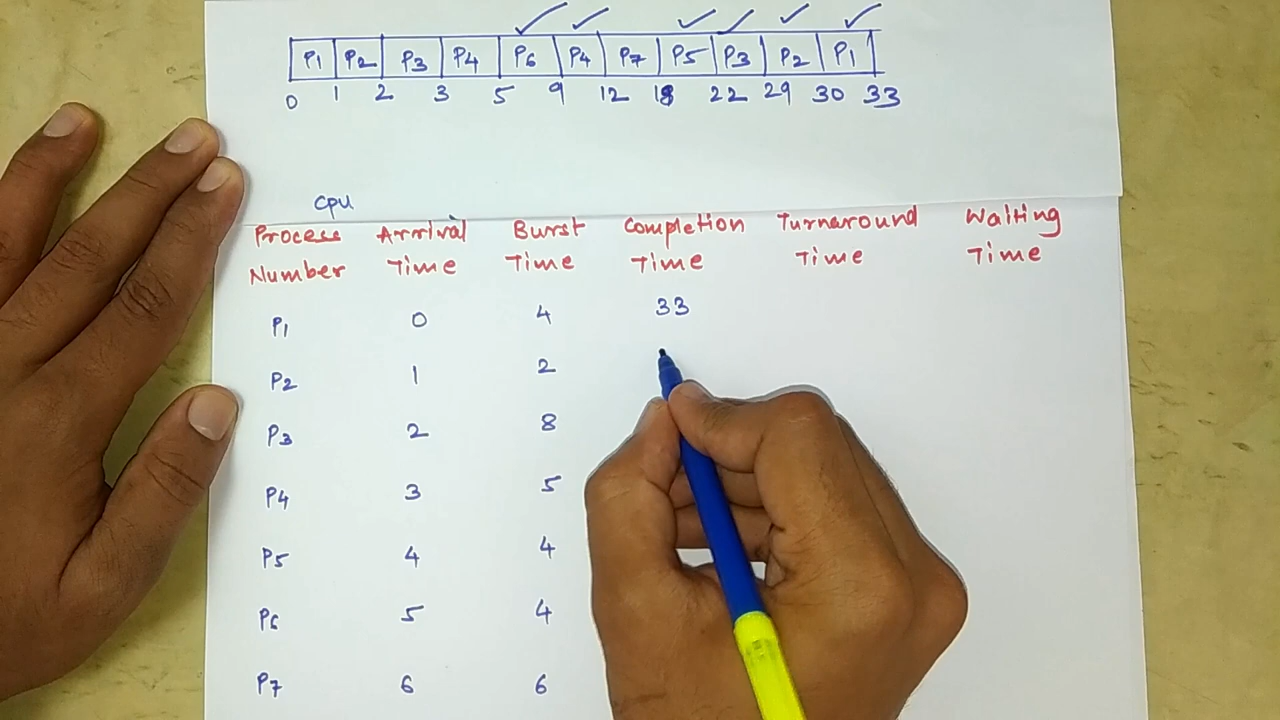 P1 P2 P3 P4 P6 P4 P7 P5 P3 P2 P1
0 1 2 3 5 9 12 18 22 29 30 33
CPU
Process Arrival Burst Completion Turnaround Waiting
Number Time Time Time Time Time
P1 0 4 33
P2 1 2
P3 2 8
P4 3 5
P5 4 4
P6 5 4
P7 6 6